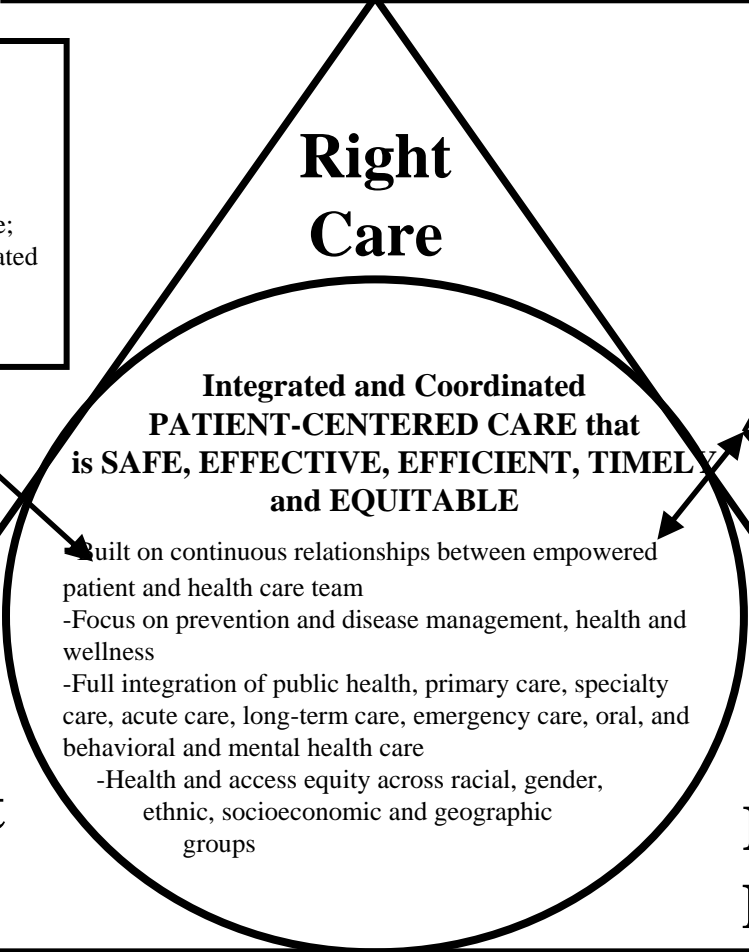 Right
Care
e;
ated
Integrated and Coordinated
PATIENT-CENTERED CARE that
is SAFE, EFFECTIVE, EFFICIENT, TIMELY
and EQUITABLE
-Built on continuous relationships between empowered
patient and health care team
-Focus on prevention and disease management, health and
wellness
-Full integration of public health, primary care, specialty
care, acute care, long-term care, emergency care, oral, and
behavioral and mental health care
-Health and access equity across racial, gender,
ethnic, socioeconomic and geographic
groups
t